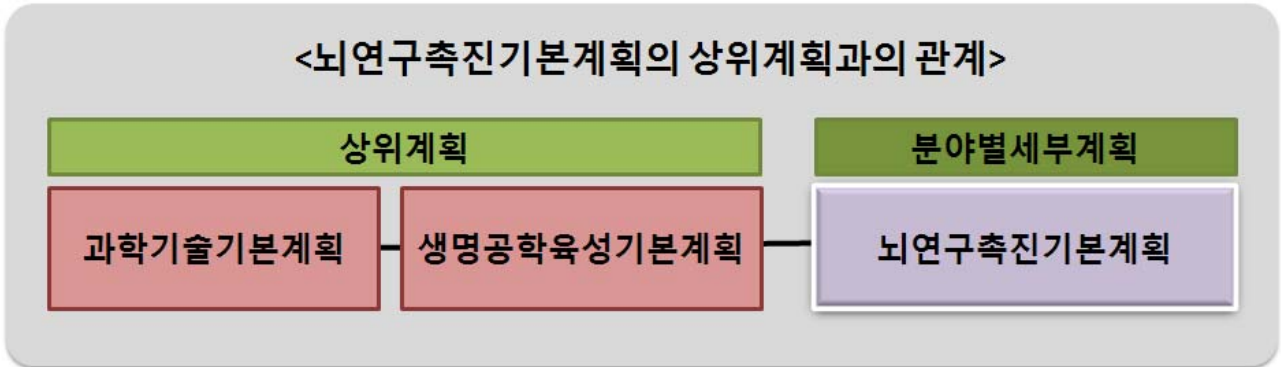 <뇌연구촉진기본계획의 상위계획과의 관계>
상위계획
분야별세부계획
과학기술기본계획
생명공학육성기본계획
뇌연구촉진기본계획